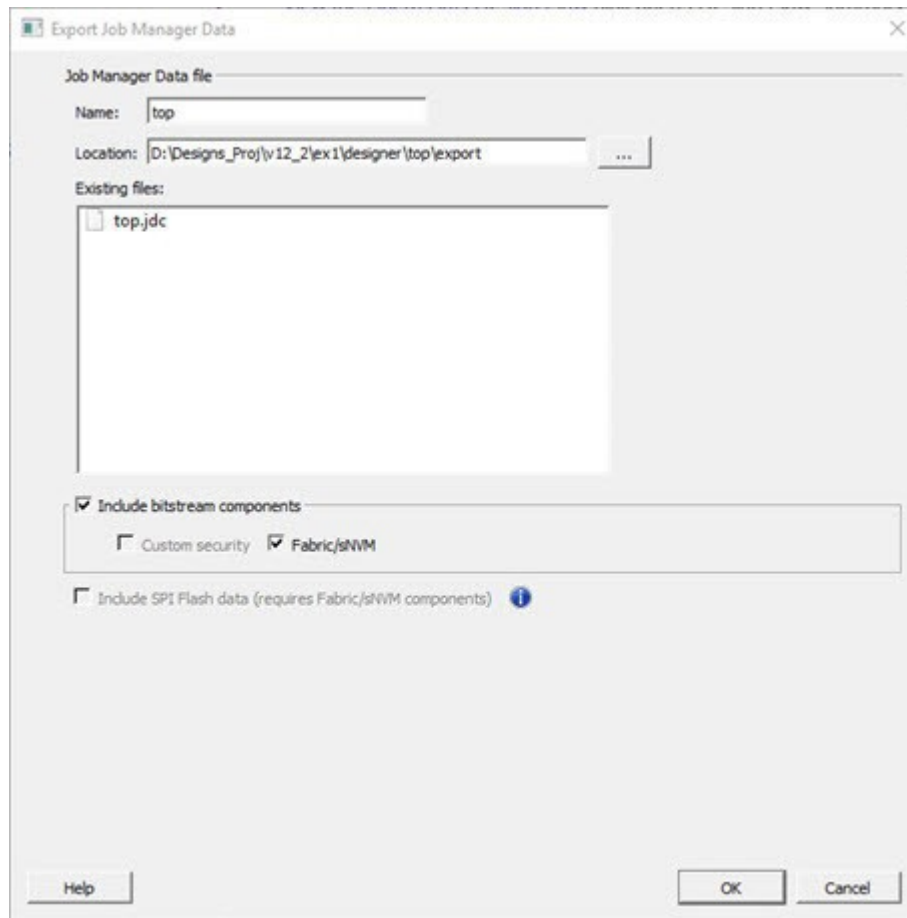 Export Job Manager Data
Job Manager Data file
Name: top
Location: D:\Designs_Proj\v12_2\ex1\designer\top\export ...
Existing files:
top.jdc
Include bitstream components
Custom security Fabric/sNVM
Include SPI Flash data (requires Fabric/sNVM components)
Help OK Cancel